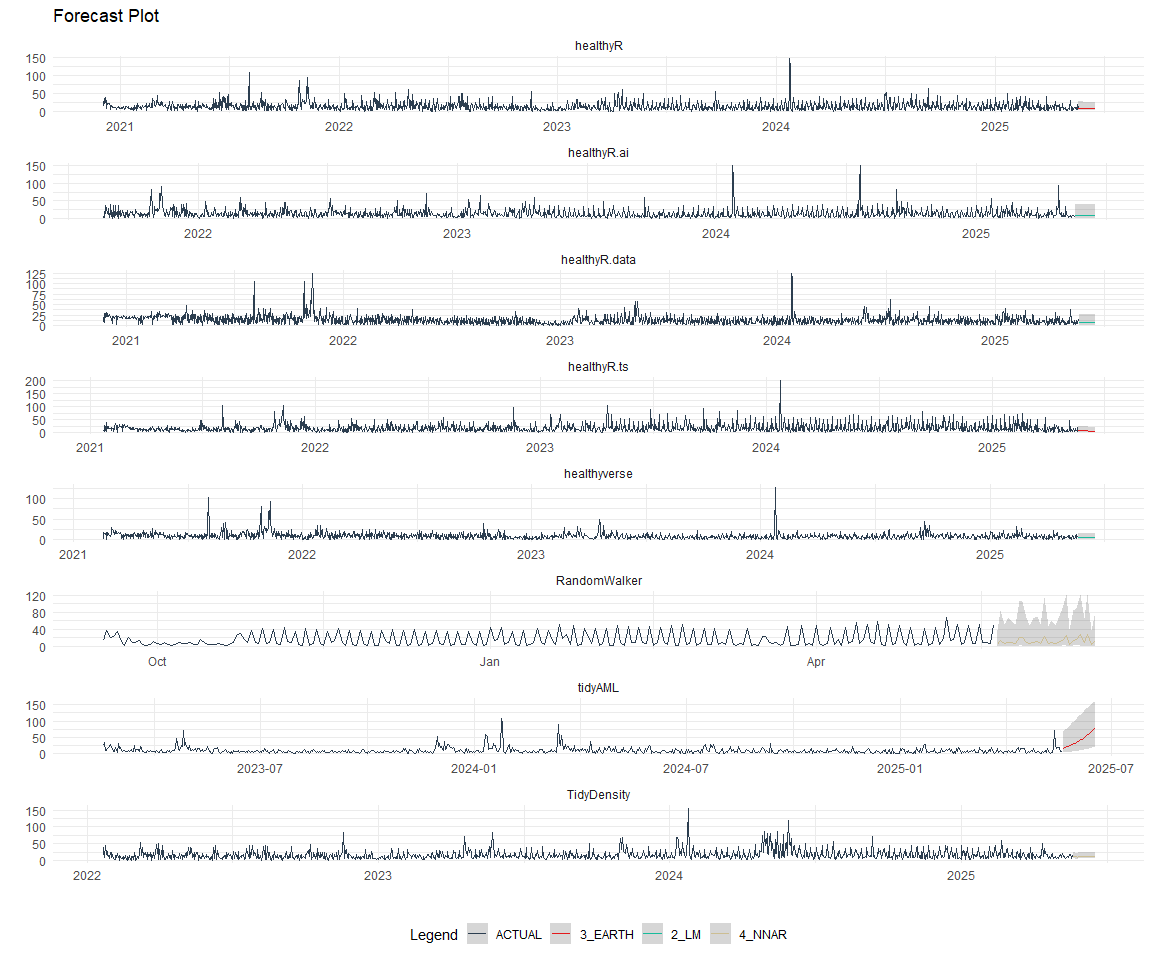 Forecast Plot
healthyR
150
100
50
0
2021 2022 2023 2024 2025
healthyR.ai
150
100
50
0
2022 2023 2024 2025
healthyR.data
125
100
75
50
25
0
2021 2022 2023 2024 2025
healthyR.ts
200
150
100
50
0
2021 2022 2023 2024 2025
healthyverse
100
50
0
2021 2022 2023 2024 2025
RandomWalker
120
80
40
0
Oct Jan Apr
tidyAML
150
100
50
0
2023-07 2024-01 2024-07 2025-01 2025-07
TidyDensity
150
100
50
0
2022 2023 2024 2025
Legend ACTUAL 3_EARTH 2_LM 4_NNAR